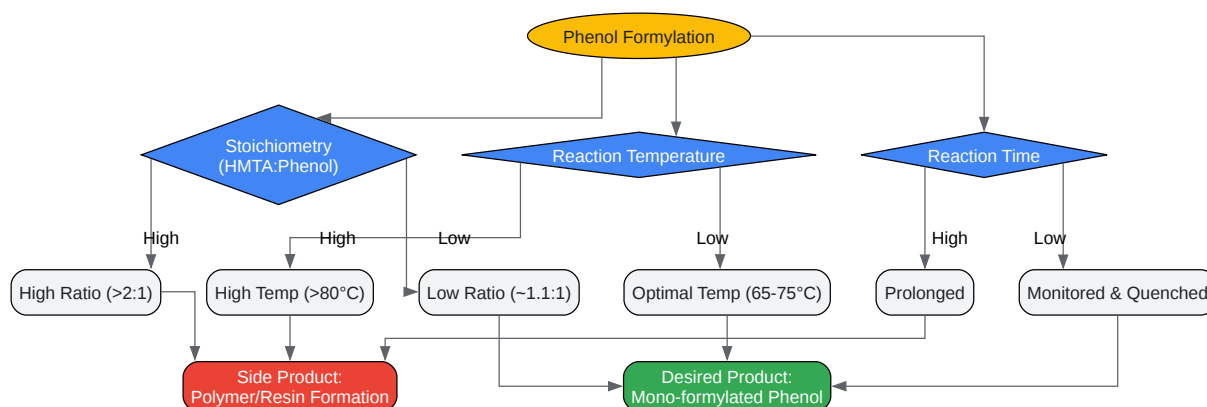 Phenol Formylation
Stoichiometry
(HMTA:Phenol)
Reaction Temperature
Reaction Time
High
High
Low
Low
High
Low
High Ratio (>2:1)
High Temp (>80°C)
Low Ratio (~1.1:1)
Optimal Temp (65-75°C)
Prolonged
Monitored & Quenched
Side Product:
Polymer/Resin Formation
Desired Product:
Mono-formylated Phenol